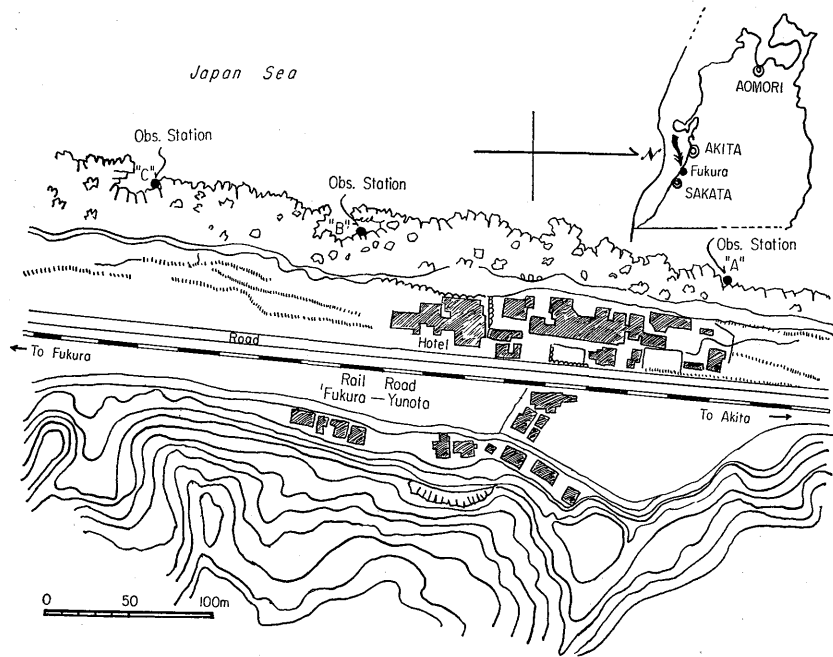 Japan Sea
AOMORI
AKITA
Fukura
SAKATA
N
Obs. Station
"C"
Obs. Station
"B"
Obs. Station
"A"
Road
Hotel
To Fukura
Rail Road
'Fukura — Yunota
To Akita
0 50 100m